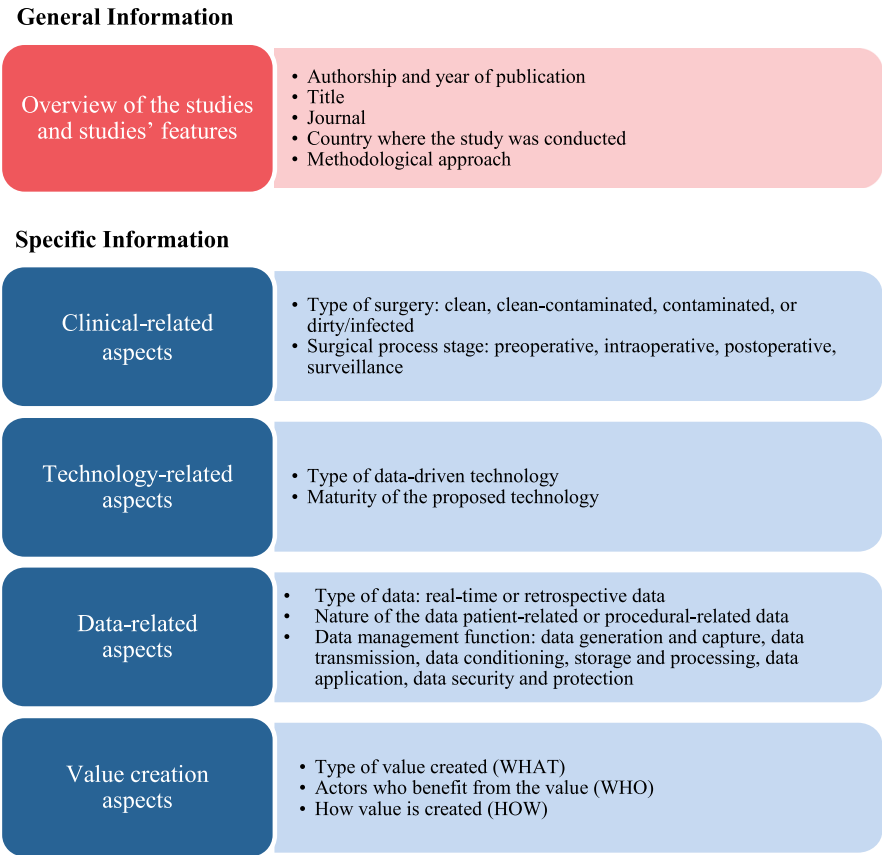 General Information
Overview of the studies
and studies’ features
• Authorship and year of publication
• Title
• Journal
• Country where the study was conducted
• Methodological approach
Specific Information
Clinical-related
aspects
• Type of surgery: clean, clean-contaminated, contaminated, or
dirty/infected
• Surgical process stage: preoperative, intraoperative, postoperative,
surveillance
Technology-related
aspects
• Type of data-driven technology
• Maturity of the proposed technology
Data-related
aspects
• Type of data: real-time or retrospective data
• Nature of the data patient-related or procedural-related data
• Data management function: data generation and capture, data
transmission, data conditioning, storage and processing, data
application, data security and protection
Value creation
aspects
• Type of value created (WHAT)
• Actors who benefit from the value (WHO)
• How value is created (HOW)